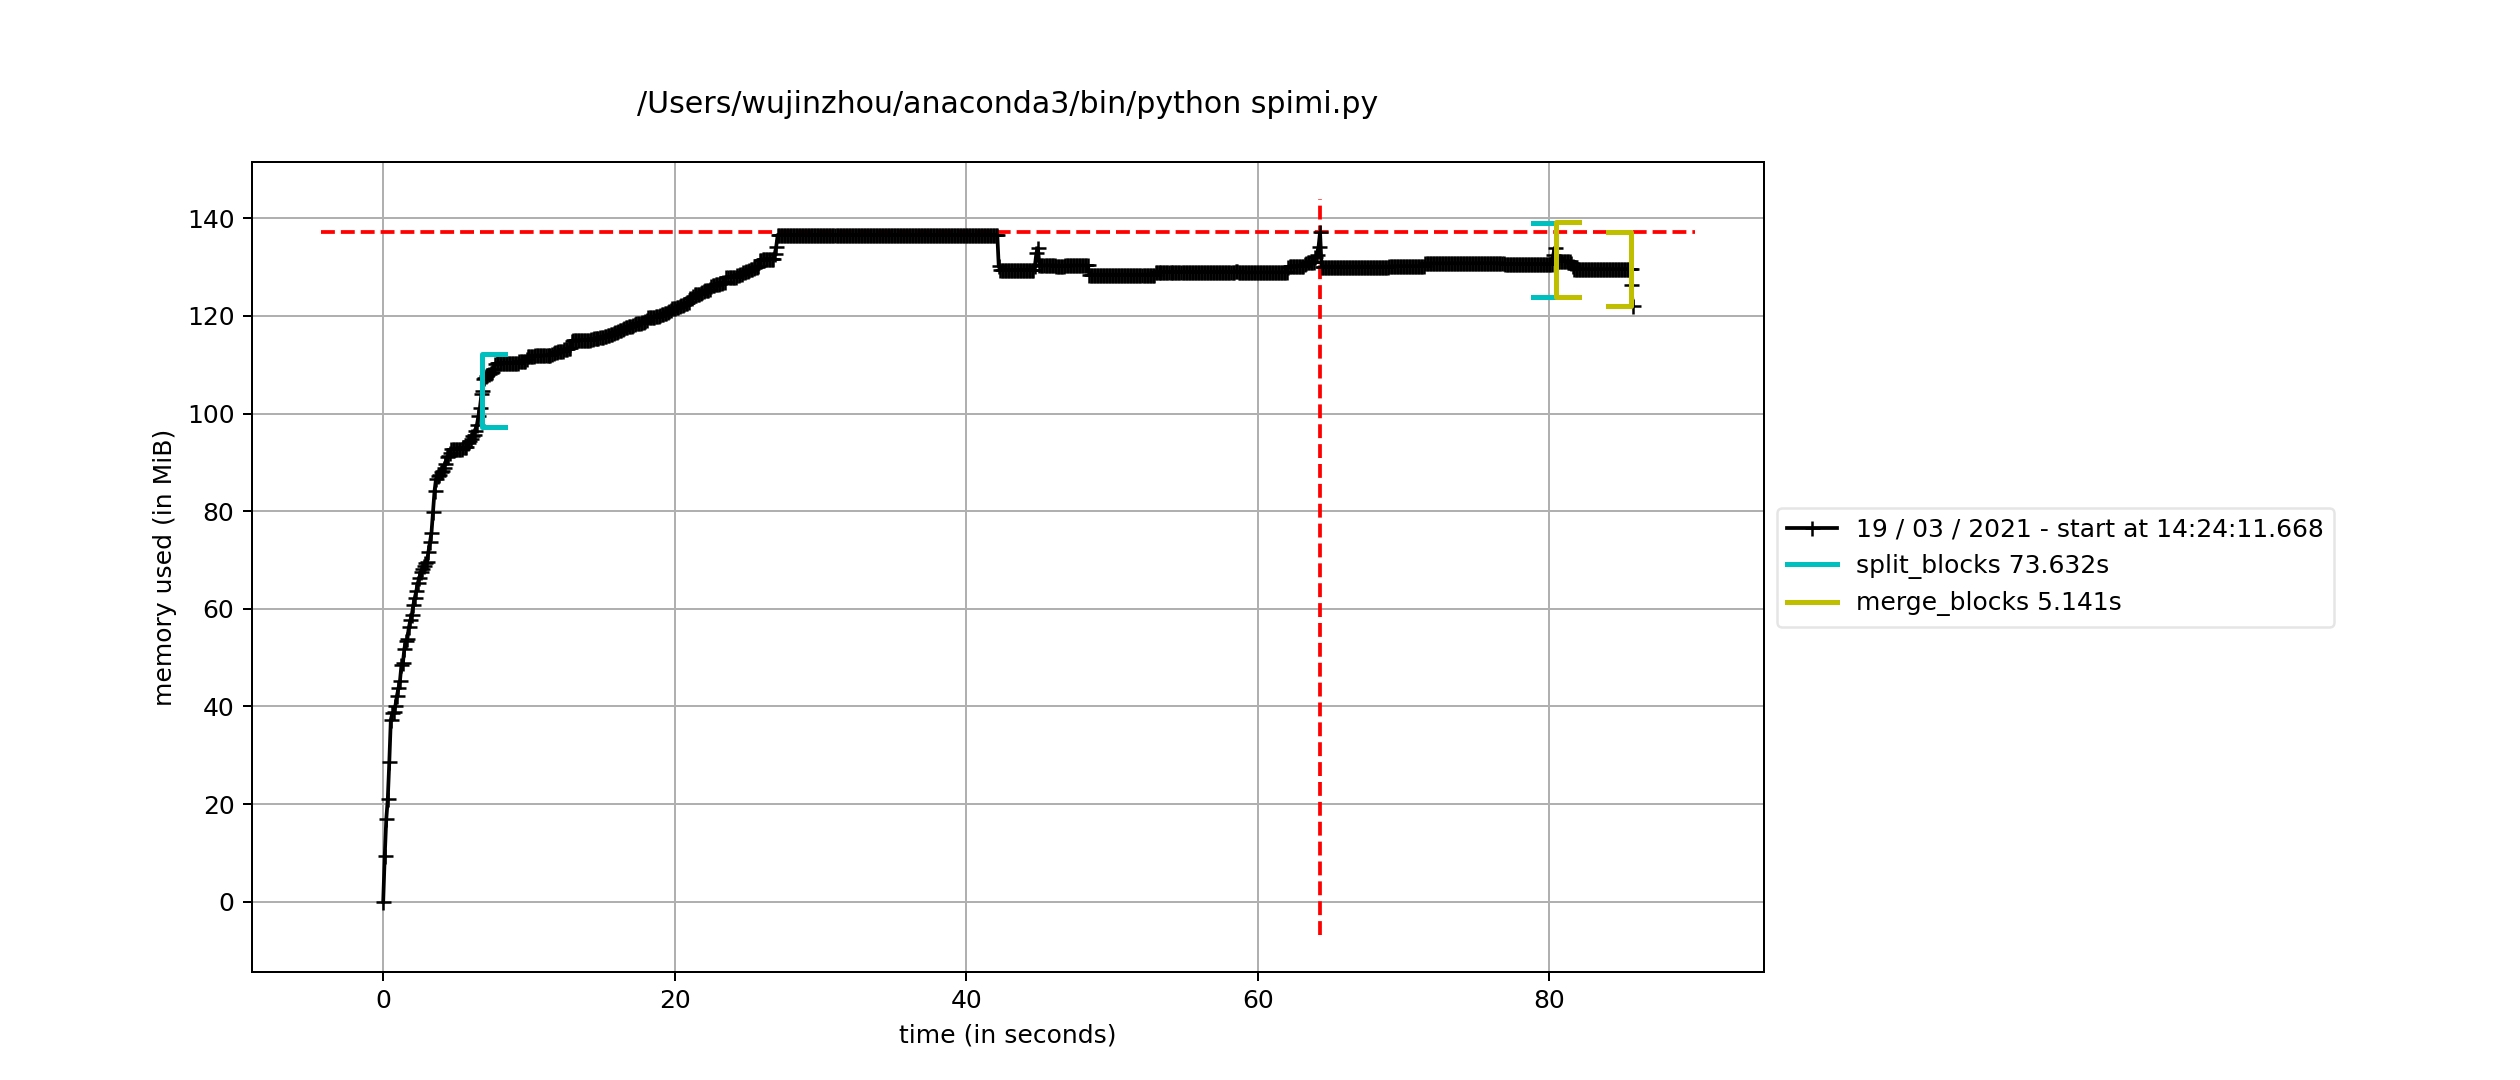 /Users/wujinzhou/anaconda3/bin/python spimi.py
memory used (in MiB)
140
120
100
80
60
40
20
0
0 20 40 60 80
time (in seconds)
19 / 03 / 2021 - start at 14:24:11.668
split_blocks 73.632s
merge_blocks 5.141s